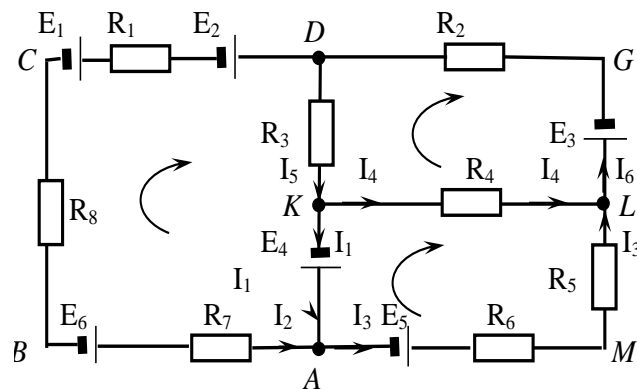 E₁ R₁ E₂ D R₂ G
C
R₃ E₃
I₅ I₄ R₄ I₄ I₆
K L
R₈
E₄ I₁ I₃
I₁ R₅
E₆ R₇ I₂ I₃ E₅ R₆
B A M